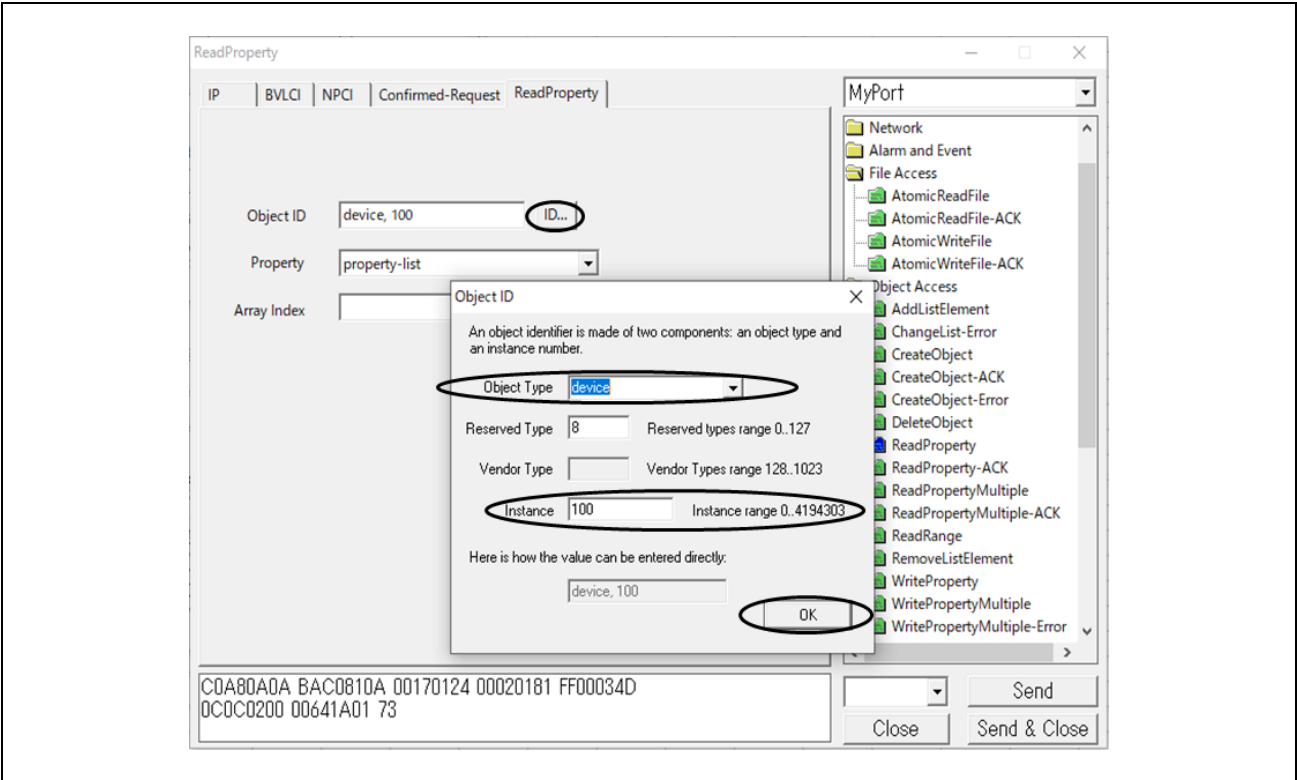 ReadProperty
IP BVLCI NPCI Confirmed-Request ReadProperty
Object ID device, 100 ID...
Property property-list
Array Index
Object ID
An object identifier is made of two components: an object type and
an instance number.
Object Type device
Reserved Type 8 Reserved types range 0..127
Vendor Type Vendor Types range 128..1023
Instance 100 Instance range 0..4194303
Here is how the value can be entered directly:
device, 100
OK
MyPort
Network
Alarm and Event
File Access
AtomicReadFile
AtomicReadFile-ACK
AtomicWriteFile
AtomicWriteFile-ACK
Object Access
AddListElement
ChangeList-Error
CreateObject
CreateObject-ACK
CreateObject-Error
DeleteObject
ReadProperty
ReadProperty-ACK
ReadPropertyMultiple
ReadPropertyMultiple-ACK
ReadRange
RemoveListElement
WriteProperty
WritePropertyMultiple
WritePropertyMultiple-Error
C0A80A0A BAC0810A 00170124 00020181 FF00034D
0C0C0200 00641A01 73
Send
Close Send & Close